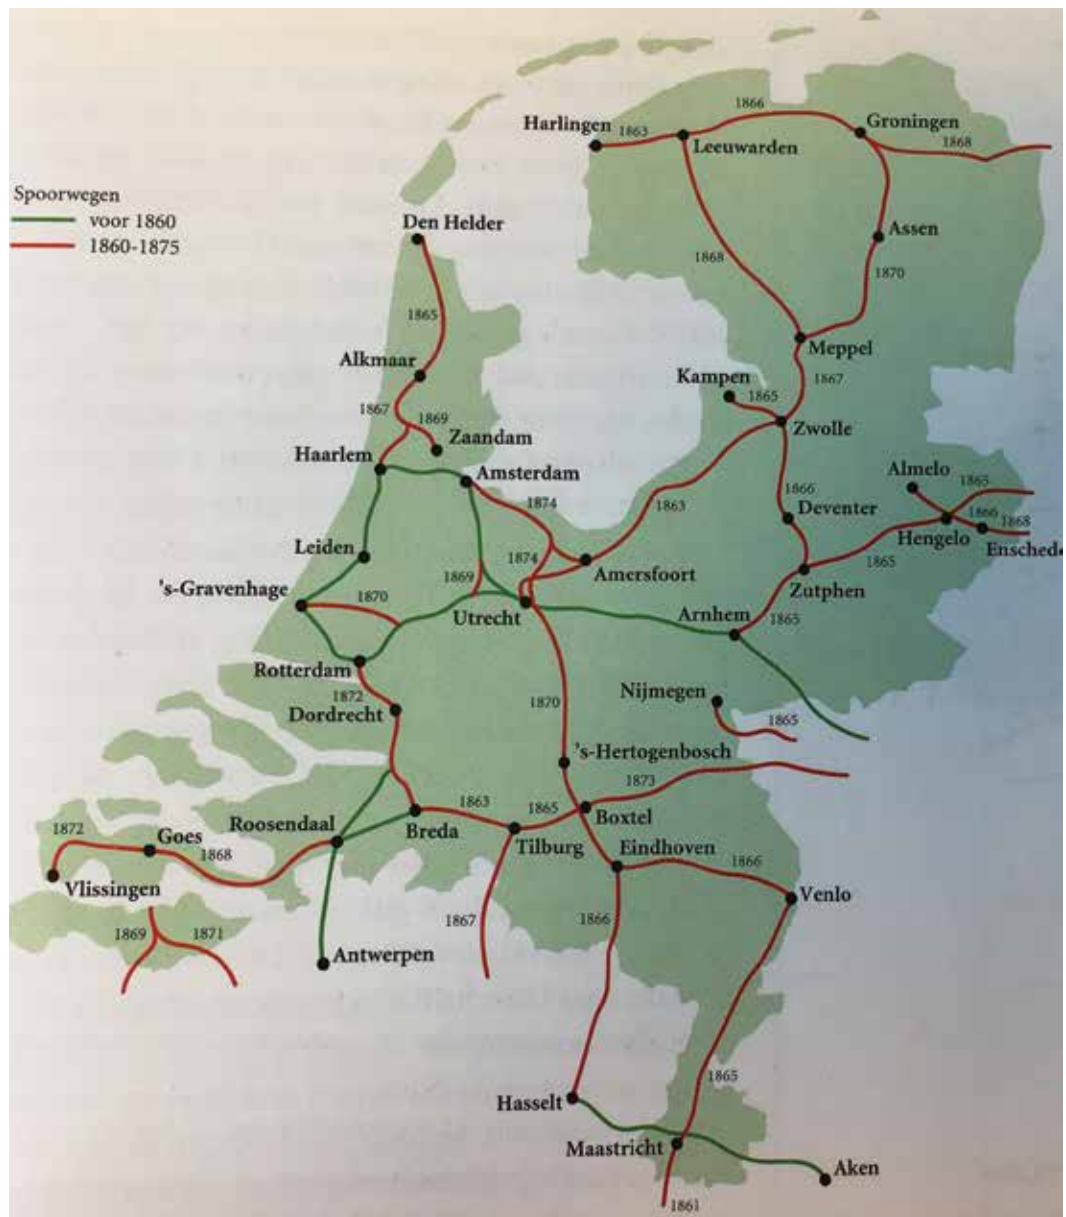 Harlingen
1863
1866
Leeuwarden
Groningen
1868
Spoorwegen
voor 1860
1860-1875
Den Helder
Assen
1868
1870
1865
Alkmaar
Meppel
Kampen
1865
1867
1867
1869
Zaandam
Zwolle
Haarlem
Amsterdam
Almelo
1865
1874
1863
1866
Deventer
1866
1868
Hengelo
Ensched
Leiden
1874
1869
Amersfoort
1865
Zutphen
's-Gravenhage
1870
Utrecht
Arnhem
1865
Rotterdam
1872
Dordrecht
Nijmegen
1865
1870
's-Hertogenbosch
1873
1863
1865
Boxtel
Roosendaal
Breda
Tilburg
Eindhoven
1872
Goes
1868
1866
Vlissingen
Venlo
1867
1866
1869
1871
Antwerpen
1865
Hasselt
Maastricht
Aken
1861